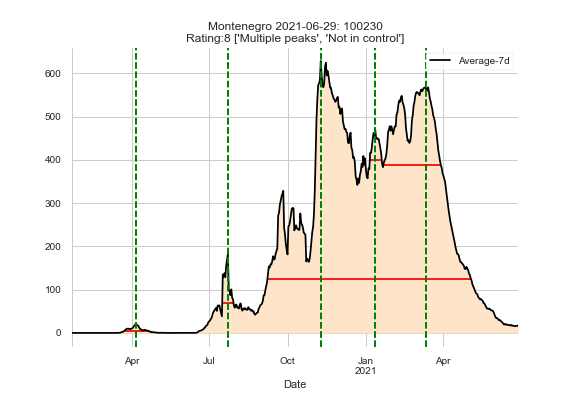 Montenegro 2021-06-29: 100230
Rating:8 ['Multiple peaks', 'Not in control']
Average-7d
600
500
400
300
200
100
0
Apr
Jul
Oct
Jan
2021
Apr
Date